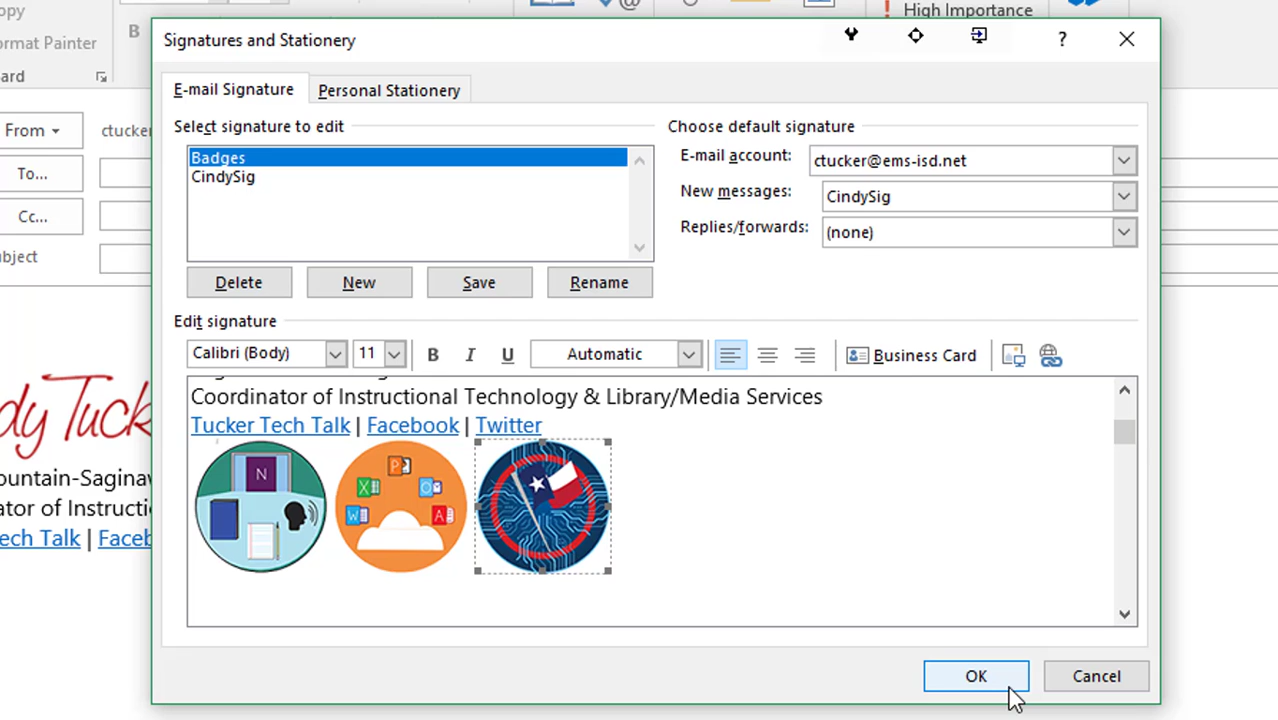 opy
High Importance
ormat Painter
B
ard
Signatures and Stationery
?
E-mail Signature
Personal Stationery
Select signature to edit
Choose default signature
Badges
CindySig
E-mail account:
ctucker@ems-isd.net
New messages:
CindySig
Replies/forwards:
(none)
From
ctucker
To...
Cc...
bject
Delete
New
Save
Rename
Edit signature
Calibri (Body)
11
B
I
U
Automatic
Business Card
Coordinator of Instructional Technology & Library/Media Services
Tucker Tech Talk | Facebook | Twitter
N
P
X
O
W
A
dy Tuck
ountain-Saginaw
ator of Instructi
ech Talk | Faceb
OK
Cancel